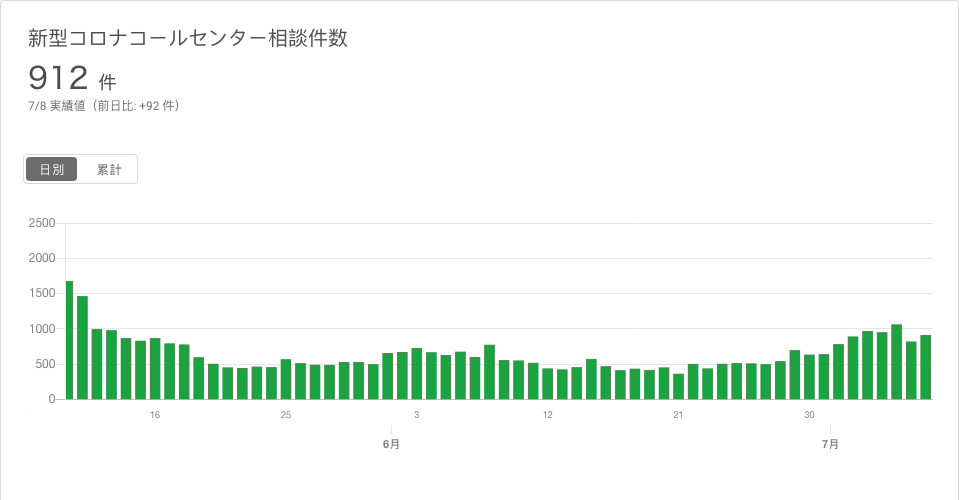 新型コロナコールセンター相談件数
912 件
7/8 実績値（前日比: +92 件）
日別 累計
2500
2000
1500
1000
500
0
16 25 3 12 21 30
6月 7月